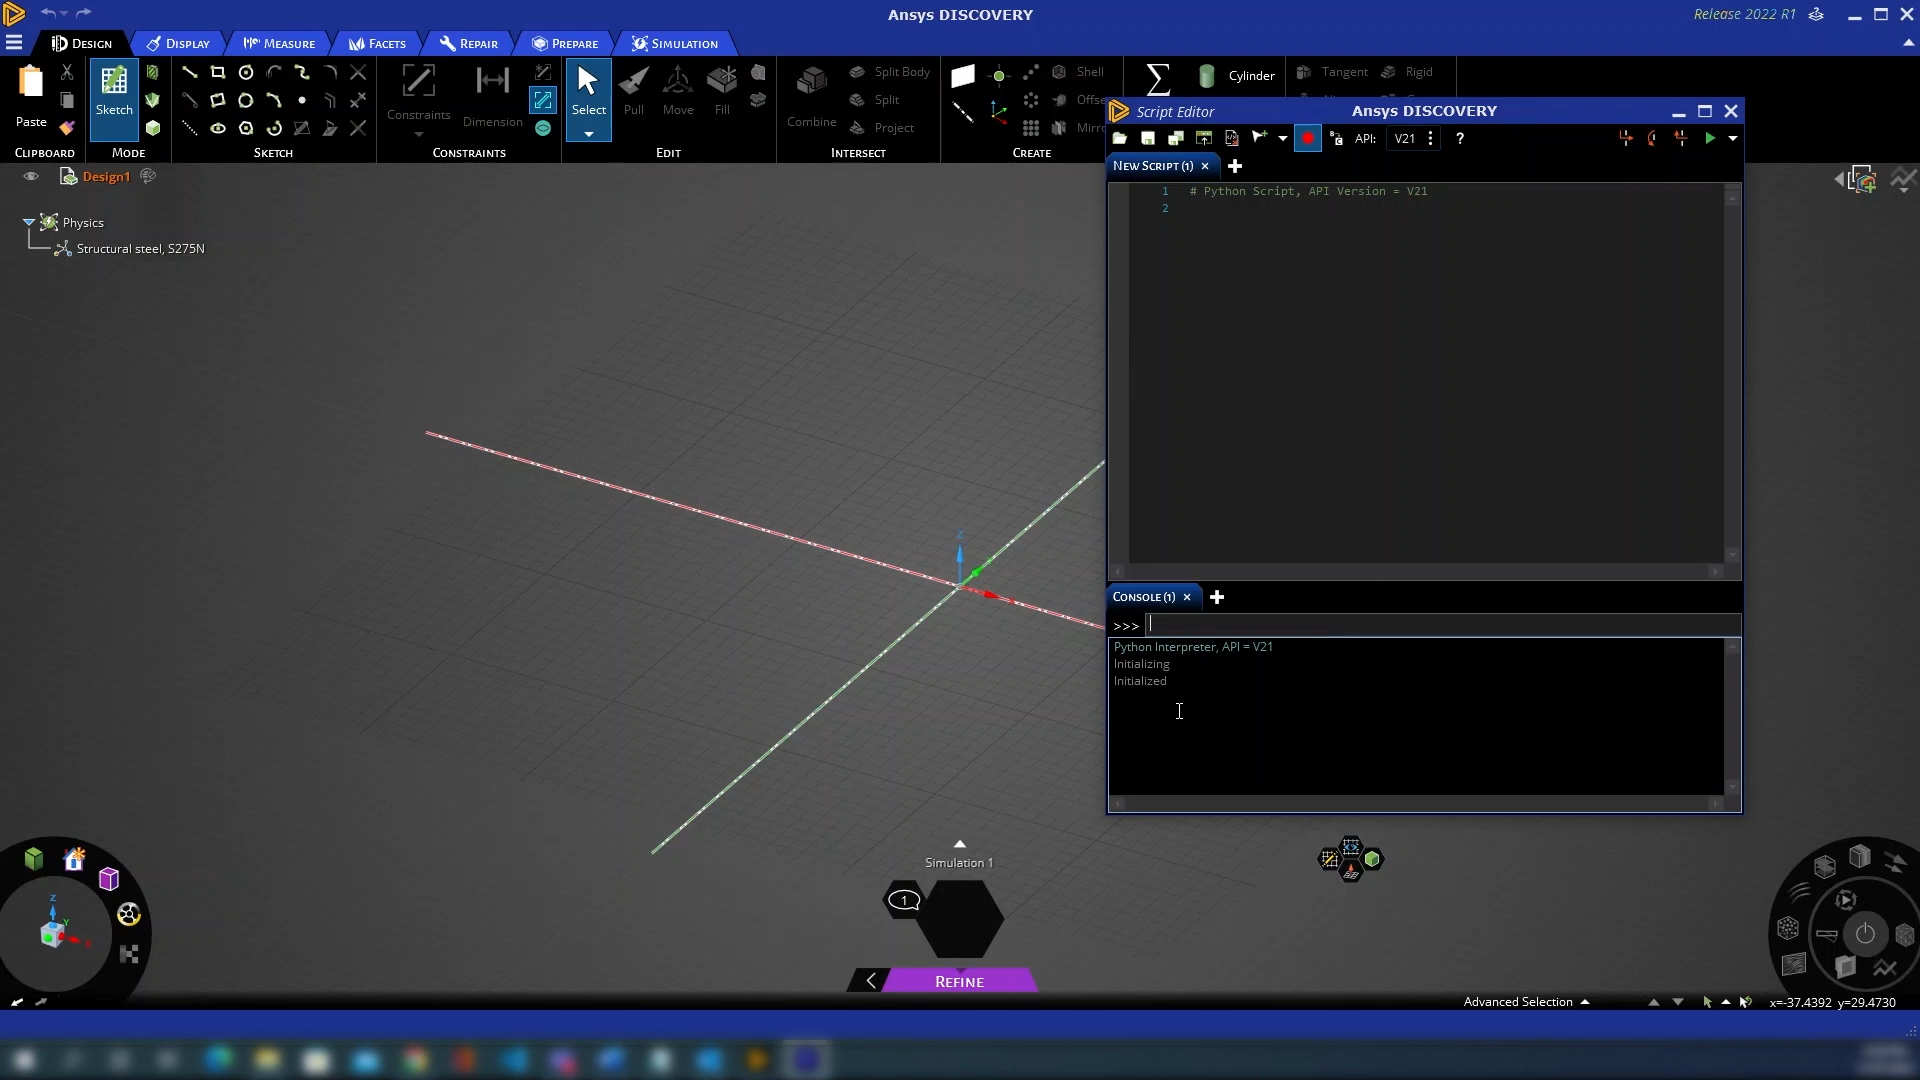 Ansys DISCOVERY
Release 2022 R1
DESIGN
DISPLAY
MEASURE
FACETS
REPAIR
PREPARE
SIMULATION
Paste
Sketch
Constraints
Dimension
Select
Pull
Move
Fill
Combine
Split Body
Split
Project
Shell
Offse
Mirro
Cylinder
Tangent
Rigid
CLIPBOARD
MODE
SKETCH
CONSTRAINTS
EDIT
INTERSECT
CREATE
Design1
Physics
Structural steel, S275N
Script Editor
Ansys DISCOVERY
API:
V21
?
NEW SCRIPT (1)
1 # Python Script, API Version = V21
2
CONSOLE (1)
>>>
Python Interpreter, API = V21
Initializing
Initialized
Z
Simulation 1
1
REFINE
Z
Y
X
Advanced Selection
x=-37.4392 y=29.4730